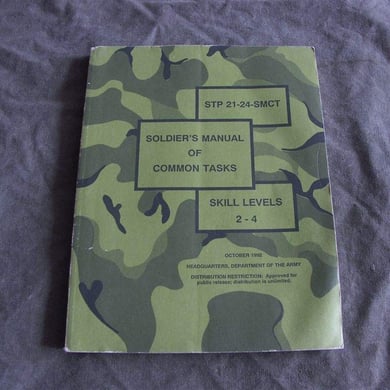 STP 21-24-SMCT
SOLDIER'S MANUAL
OF
COMMON TASKS
SKILL LEVELS
2 - 4
OCTOBER 1992
HEADQUARTERS, DEPARTMENT OF THE ARMY
DISTRIBUTION RESTRICTION: Approved for
public release; distribution is unlimited.